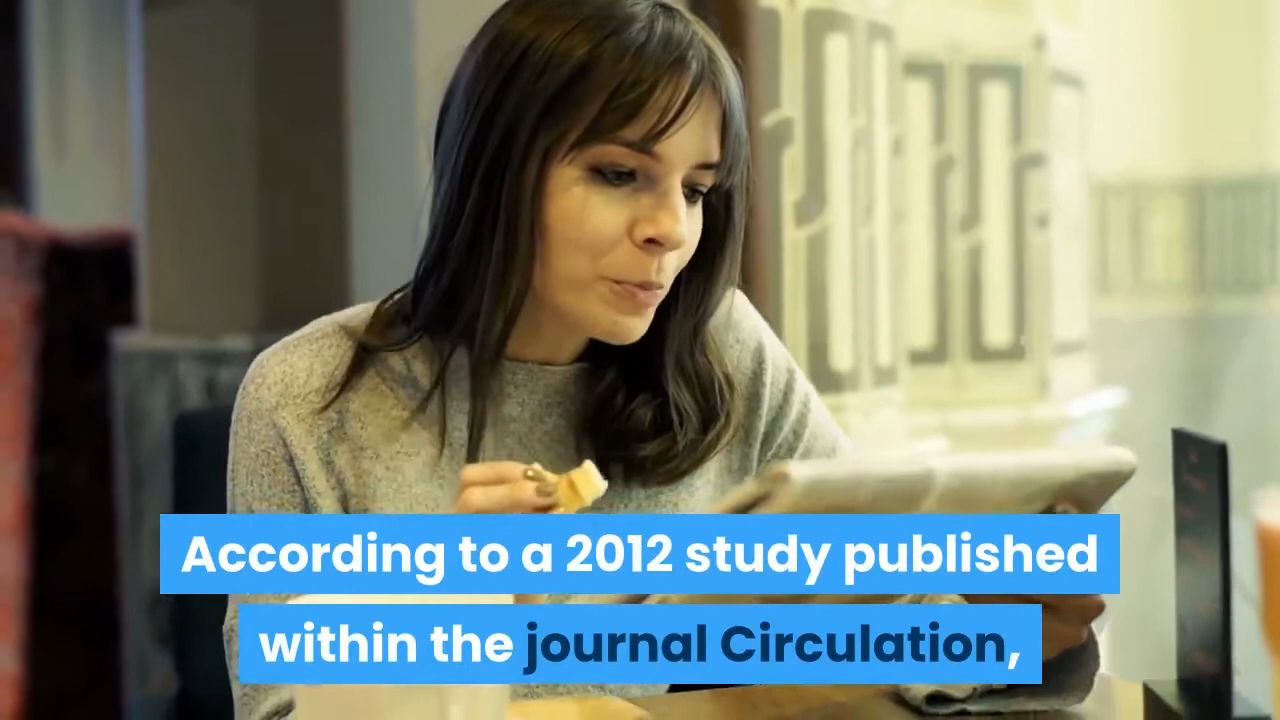 According to a 2012 study published
within the journal Circulation,